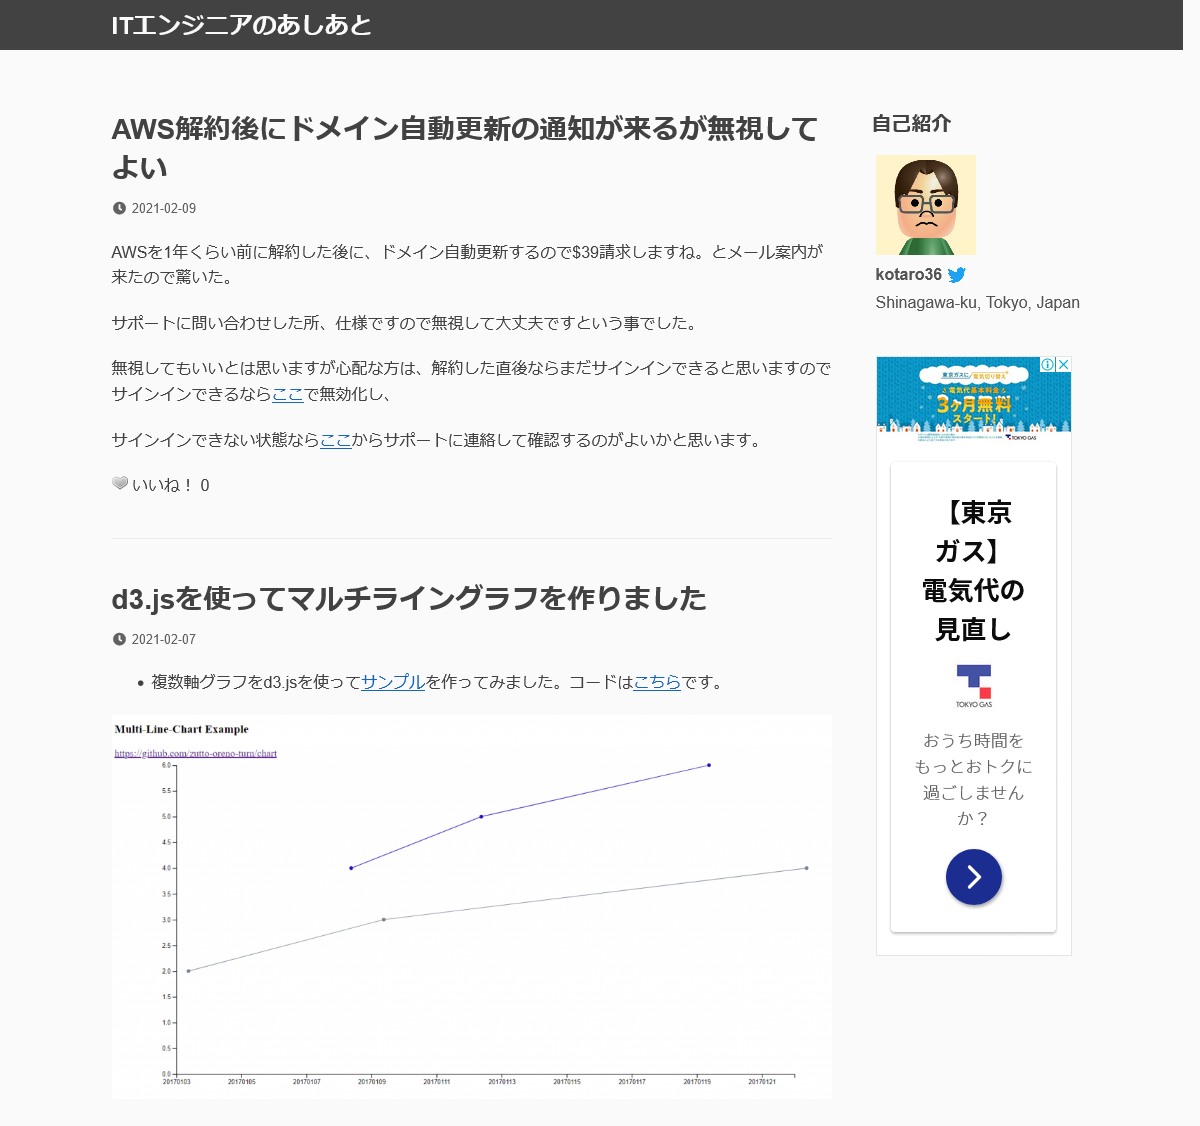 ITエンジニアのあしあと
AWS解約後にドメイン自動更新の通知が来るが無視して
よい
2021-02-09
AWSを1年くらい前に解約した後に、ドメイン自動更新するので$39請求しますね。とメール案内が
来たので驚いた。
サポートに問い合わせした所、仕様ですので無視して大丈夫ですという事でした。
無視してもいいとは思いますが心配な方は、解約した直後ならまだサインインできると思いますので
サインインできるならここで無効化し、
サインインできない状態ならここからサポートに連絡して確認するのがよいかと思います。
いいね！ 0
d3.jsを使ってマルチライングラフを作りました
2021-02-07
複数軸グラフをd3.jsを使ってサンプルを作ってみました。コードはこちらです。
Multi-Line-Chart Example
https://github.com/zutto-oreno-turn/chart
6.0
5.5
5.0
4.5
4.0
3.5
3.0
2.5
2.0
1.5
1.0
0.5
0.0
20170103 20170105 20170107 20170109 20170111 20170113 20170115 20170117 20170119 20170121
自己紹介
kotaro36
Shinagawa-ku, Tokyo, Japan
東京ガスに電気切り替えで
電気代基本料金
3ヶ月無料
スタート!
TOKYO GAS
【東京
ガス】
電気代の
見直し
TOKYO GAS
おうち時間を
もっとおトクに
過ごしません
か？